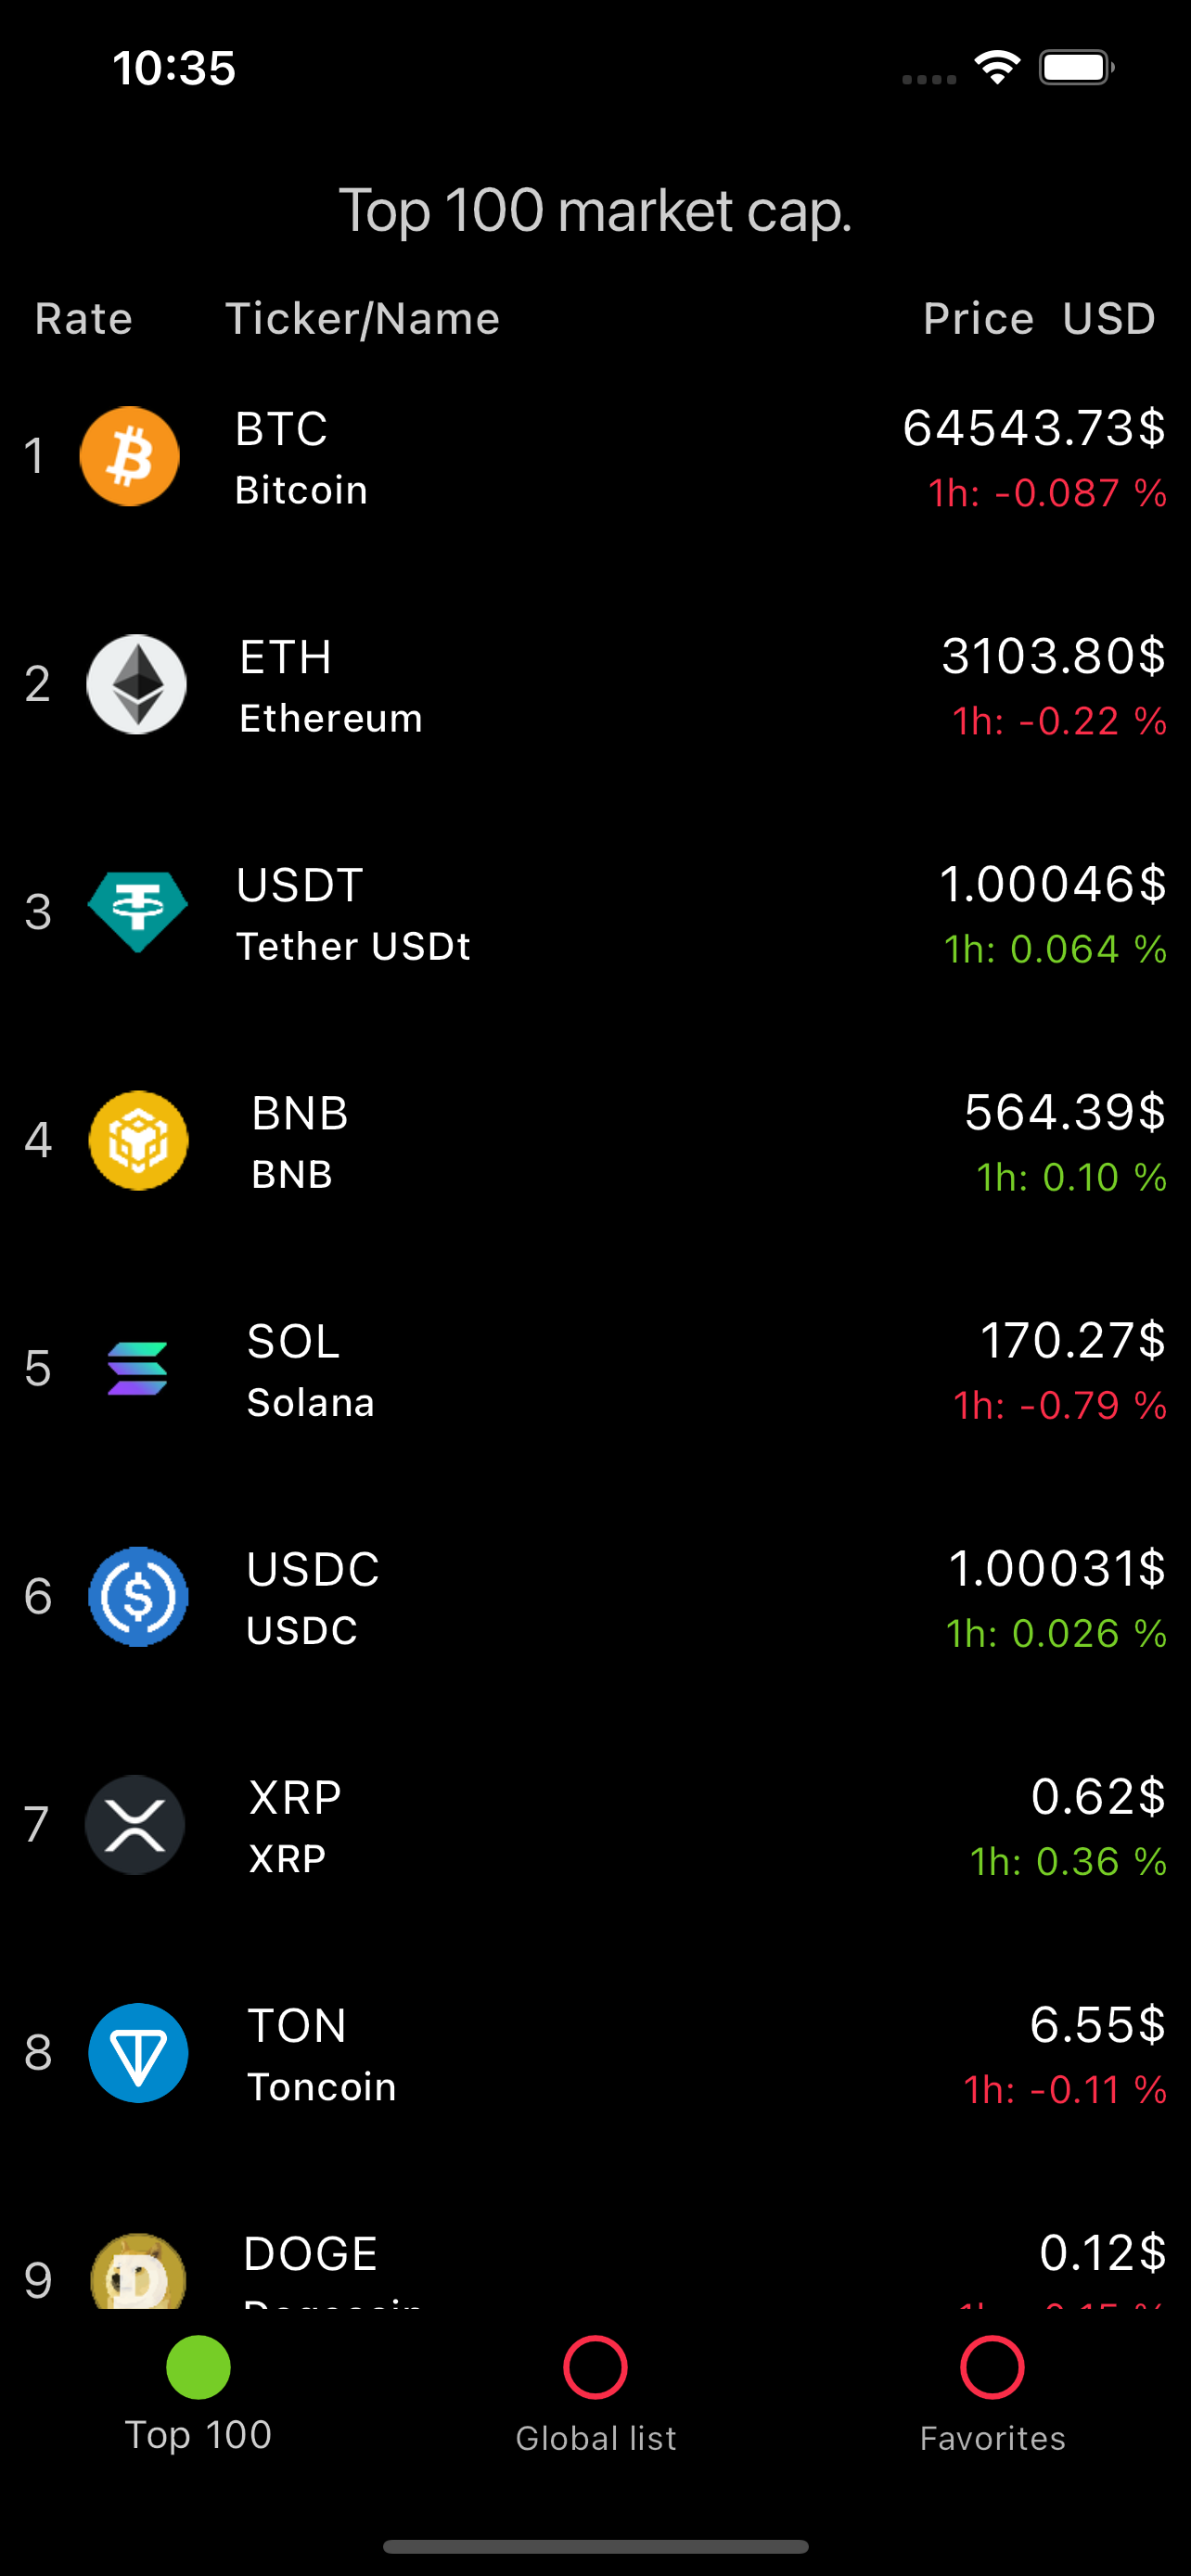 10:35
Top 100 market cap.
Rate Ticker/Name Price USD
1 BTC 64543.73$
Bitcoin 1h: -0.087 %
2 ETH 3103.80$
Ethereum 1h: -0.22 %
3 USDT 1.00046$
Tether USDt 1h: 0.064 %
4 BNB 564.39$
BNB 1h: 0.10 %
5 SOL 170.27$
Solana 1h: -0.79 %
6 USDC 1.00031$
USDC 1h: 0.026 %
7 XRP 0.62$
XRP 1h: 0.36 %
8 TON 6.55$
Toncoin 1h: -0.11 %
9 DOGE 0.12$
Top 100 Global list Favorites